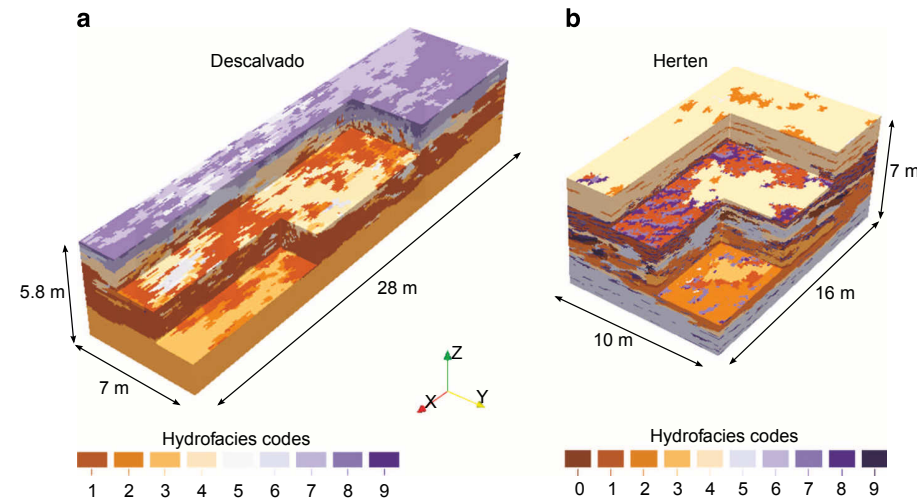 a
Descalvado
5.8 m
7 m
28 m
Z
X
Y
Hydrofacies codes
1 2 3 4 5 6 7 8 9
b
Herten
7 m
16 m
10 m
Hydrofacies codes
0 1 2 3 4 5 6 7 8 9